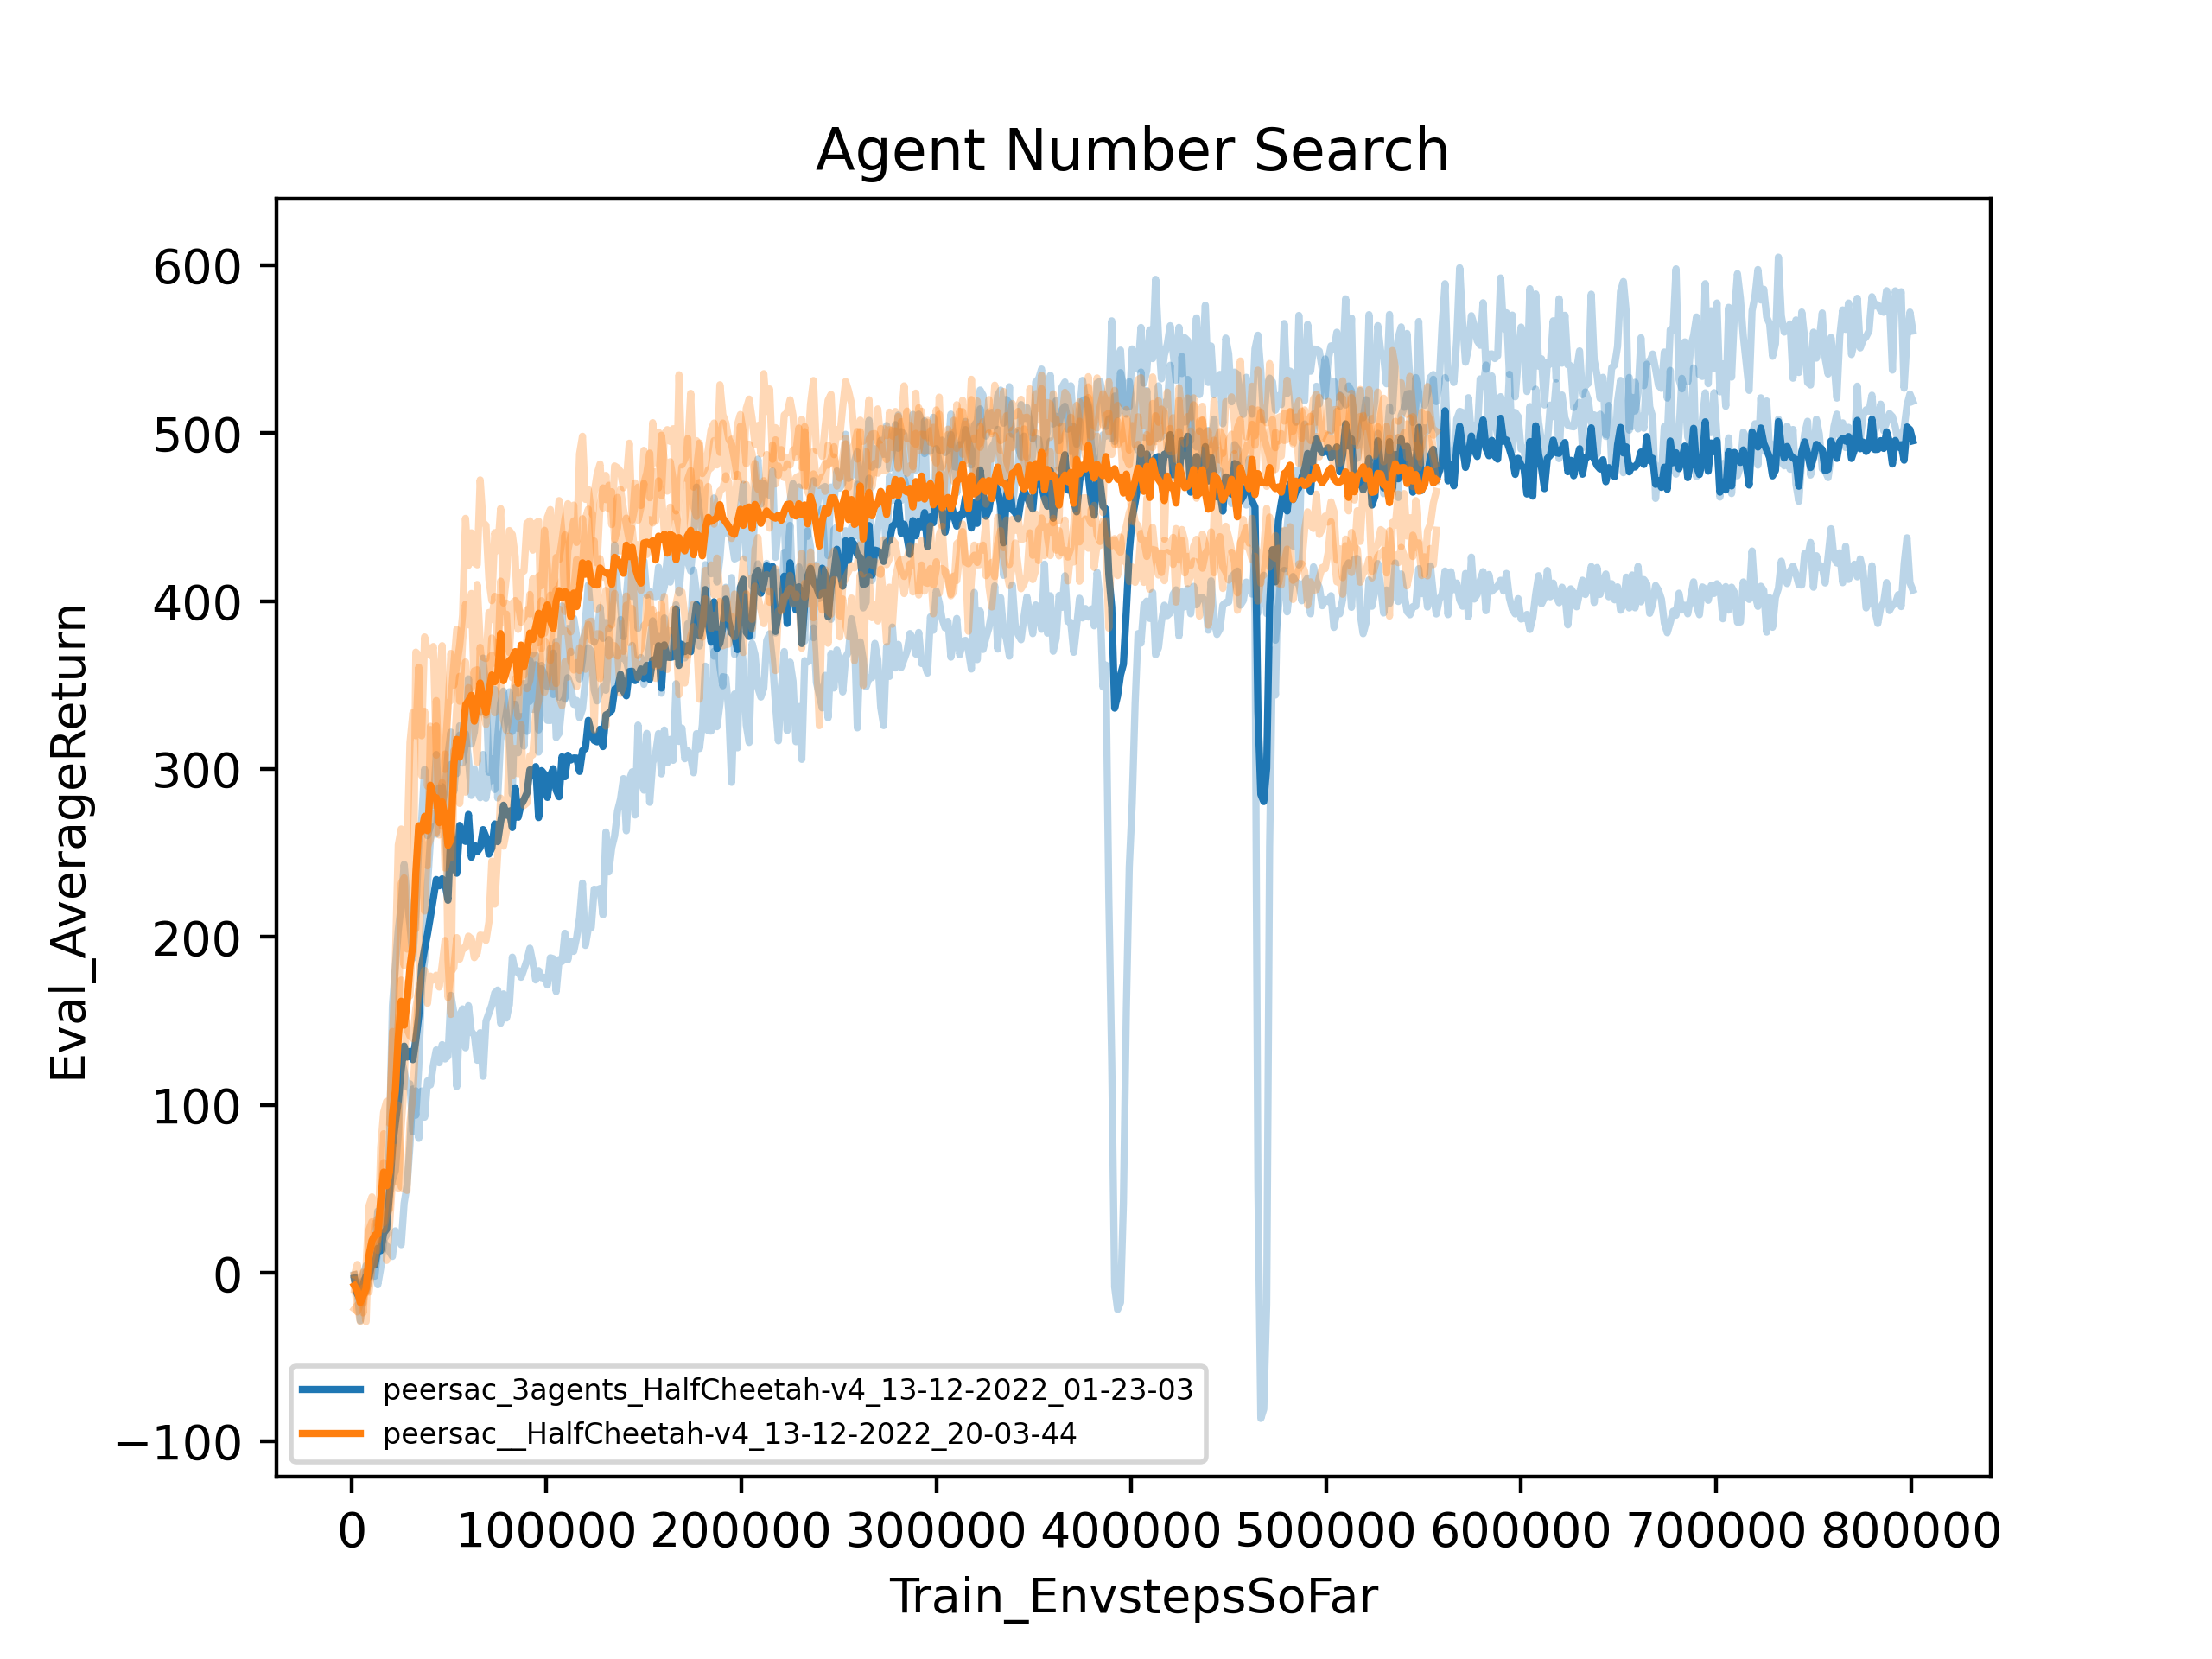 Agent Number Search
Eval_AverageReturn
600
500
400
300
200
100
0
−100
peersac_3agents_HalfCheetah-v4_13-12-2022_01-23-03
peersac__HalfCheetah-v4_13-12-2022_20-03-44
0 100000 200000 300000 400000 500000 600000 700000 800000
Train_EnvstepsSoFar